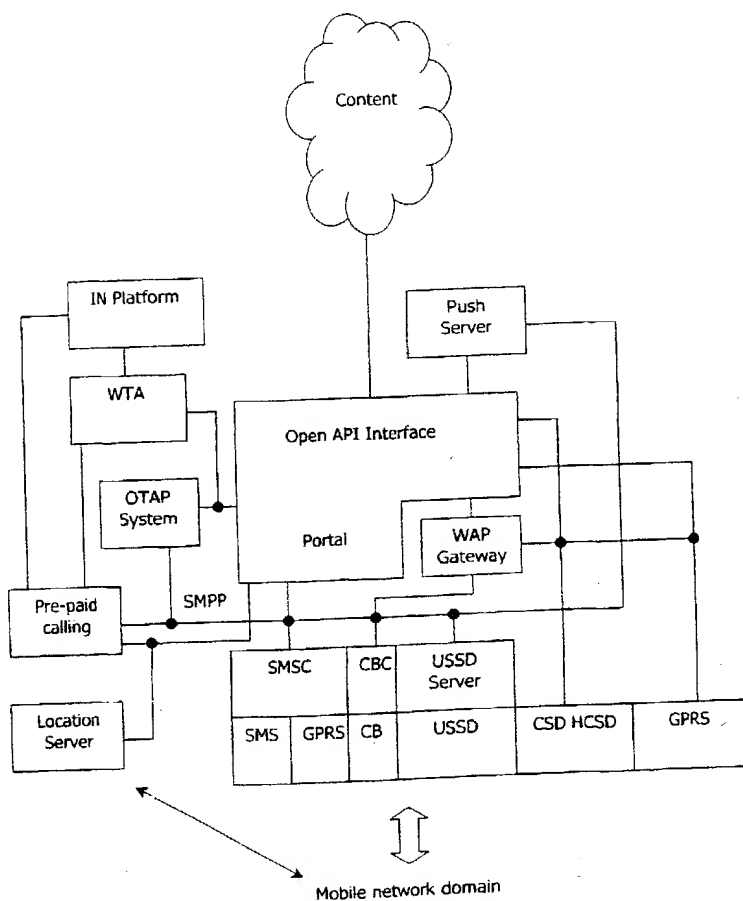 Content
IN Platform
Push
Server
WTA
Open API Interface
OTAP
System
Portal
WAP
Gateway
Pre-paid
calling
SMPP
SMSC
CBC
USSD
Server
Location
Server
SMS
GPRS
CB
USSD
CSD HCSD
GPRS
Mobile network domain